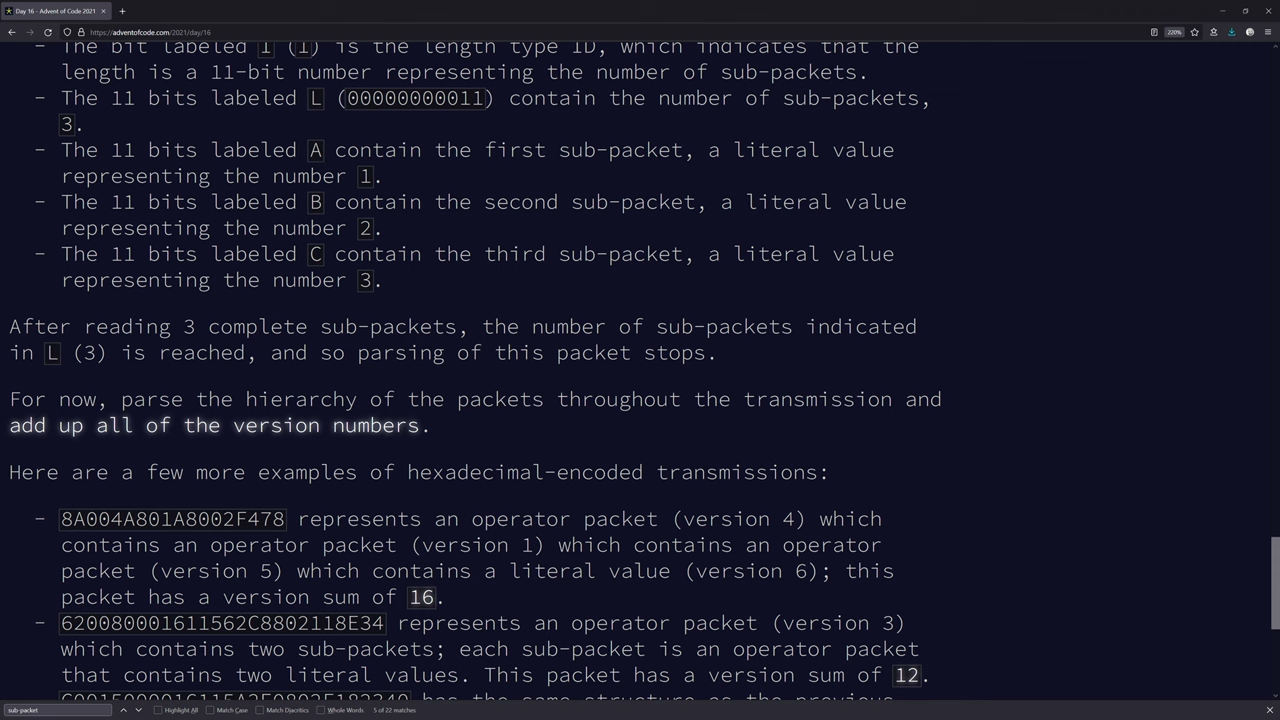 Day 16 - Advent of Code 2021
https://adventofcode.com/2021/day/16
220%
- The bit labeled I (1) is the length type ID, which indicates that the
length is a 11-bit number representing the number of sub-packets.
- The 11 bits labeled L (00000000011) contain the number of sub-packets,
3.
- The 11 bits labeled A contain the first sub-packet, a literal value
representing the number 1.
- The 11 bits labeled B contain the second sub-packet, a literal value
representing the number 2.
- The 11 bits labeled C contain the third sub-packet, a literal value
representing the number 3.
After reading 3 complete sub-packets, the number of sub-packets indicated
in L (3) is reached, and so parsing of this packet stops.
For now, parse the hierarchy of the packets throughout the transmission and
add up all of the version numbers.
Here are a few more examples of hexadecimal-encoded transmissions:
- 8A004A801A8002F478 represents an operator packet (version 4) which
contains an operator packet (version 1) which contains an operator
packet (version 5) which contains a literal value (version 6); this
packet has a version sum of 16.
- 620080001611562C8802118E34 represents an operator packet (version 3)
which contains two sub-packets; each sub-packet is an operator packet
that contains two literal values. This packet has a version sum of 12.
- C0015000016115A2E0802F182340 has the same structure as the previous
sub-packet
Highlight All
Match Case
Match Diacritics
Whole Words
5 of 22 matches